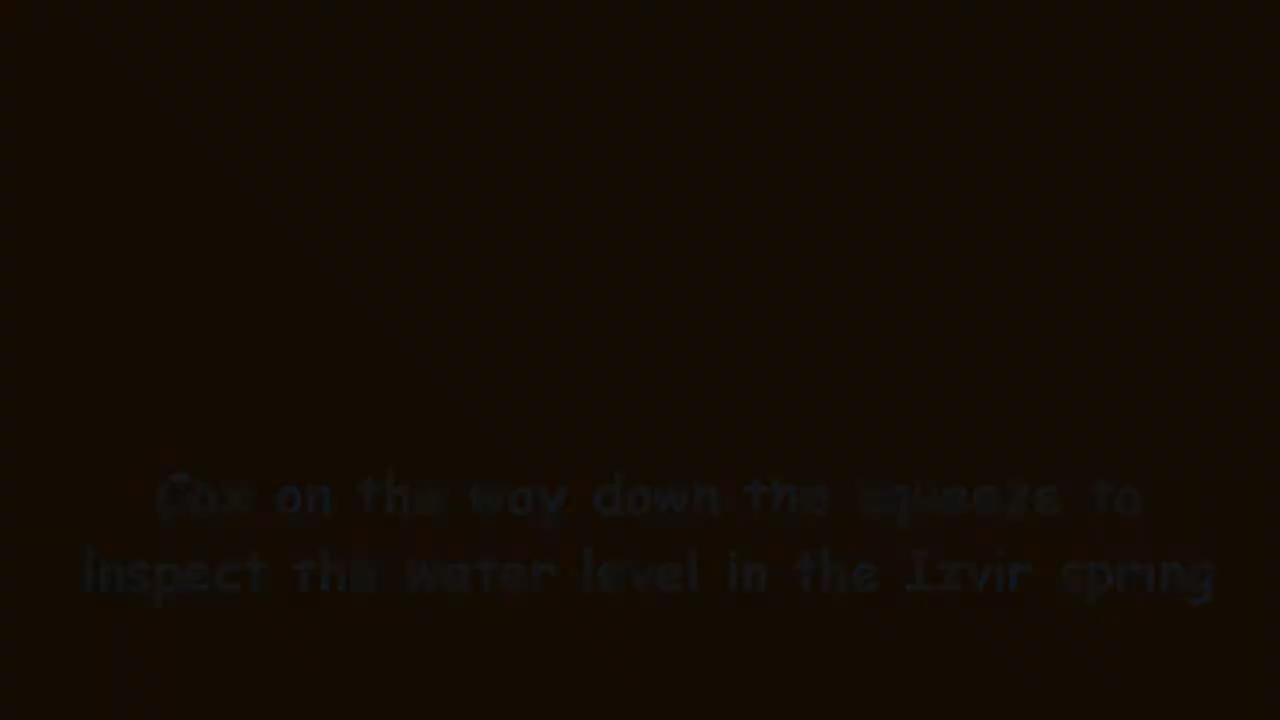 on the way down the squeeze to
inspect the water level in the Izvir spring